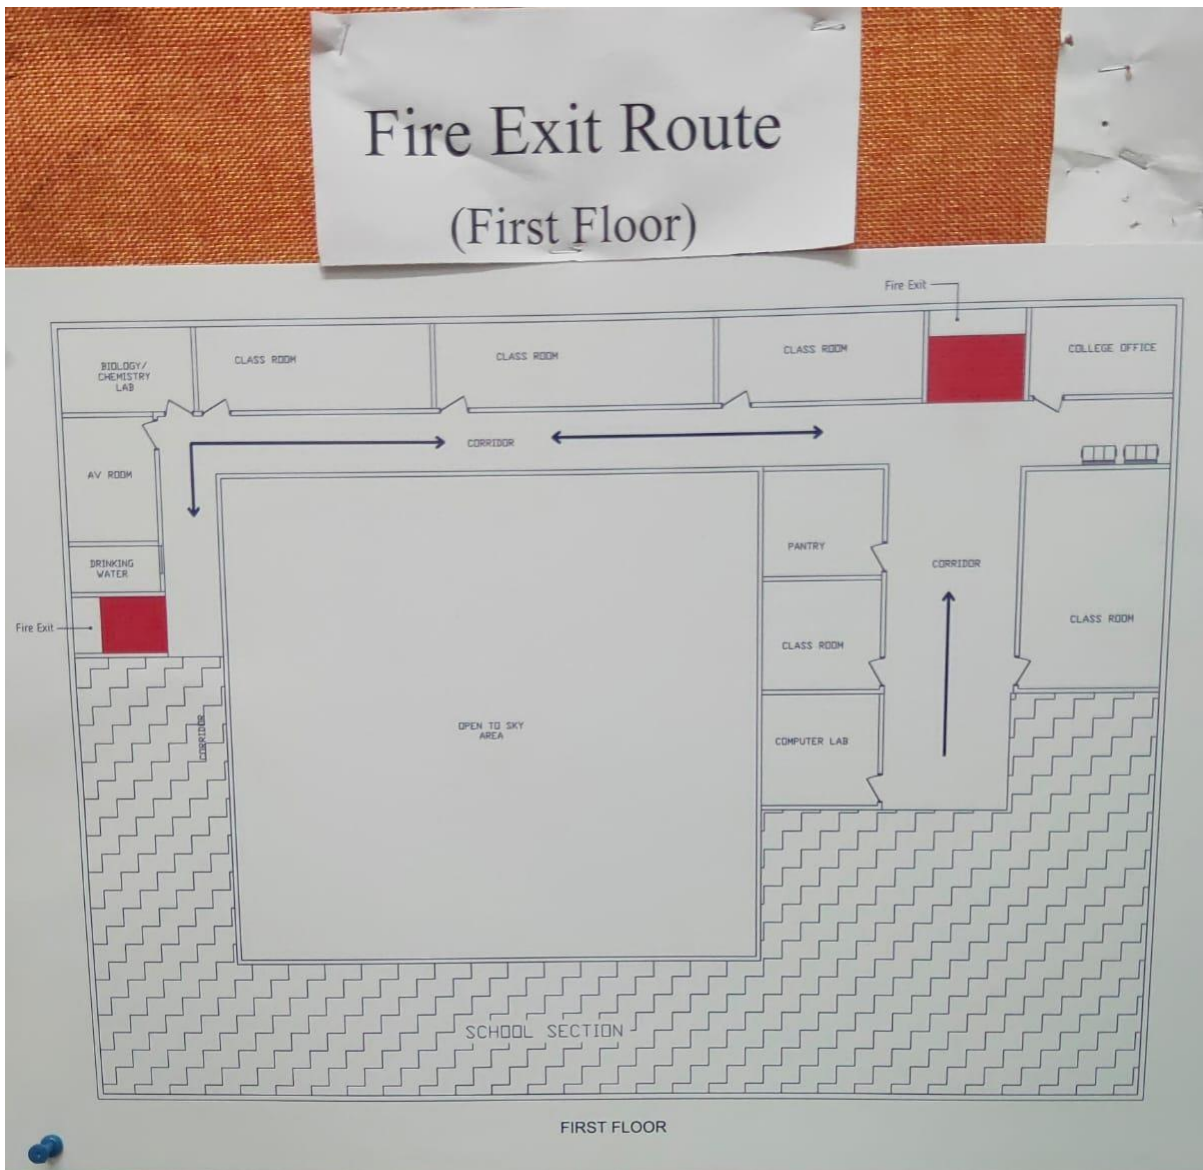 Fire Exit Route
(First Floor)
Fire Exit
BIOLOGY/
CHEMISTRY
LAB
CLASS ROOM
CLASS ROOM
CLASS ROOM
COLLEGE OFFICE
CORRIDOR
AV ROOM
PANTRY
DRINKING
WATER
CORRIDOR
Fire Exit
CLASS ROOM
CLASS ROOM
CORRIDOR
OPEN TO SKY
AREA
COMPUTER LAB
SCHOOL SECTION
FIRST FLOOR